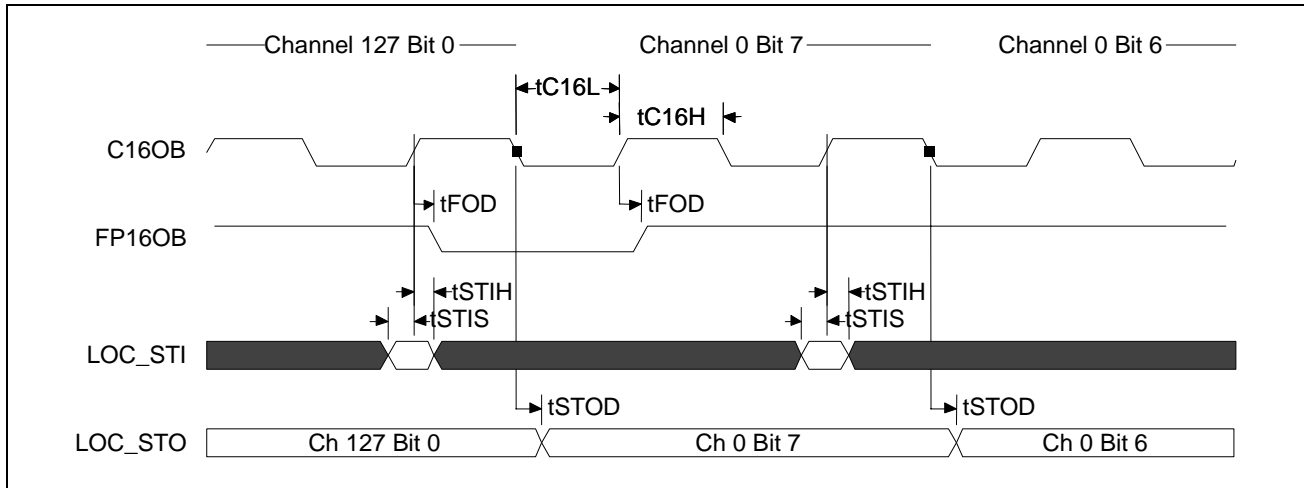 Channel 127 Bit 0 Channel 0 Bit 7 Channel 0 Bit 6
tC16L
tC16H
C16OB
tFOD tFOD
FP16OB
tSTIH tSTIH
tSTIS tSTIS
LOC_STI
tSTOD tSTOD
LOC_STO Ch 127 Bit 0 Ch 0 Bit 7 Ch 0 Bit 6